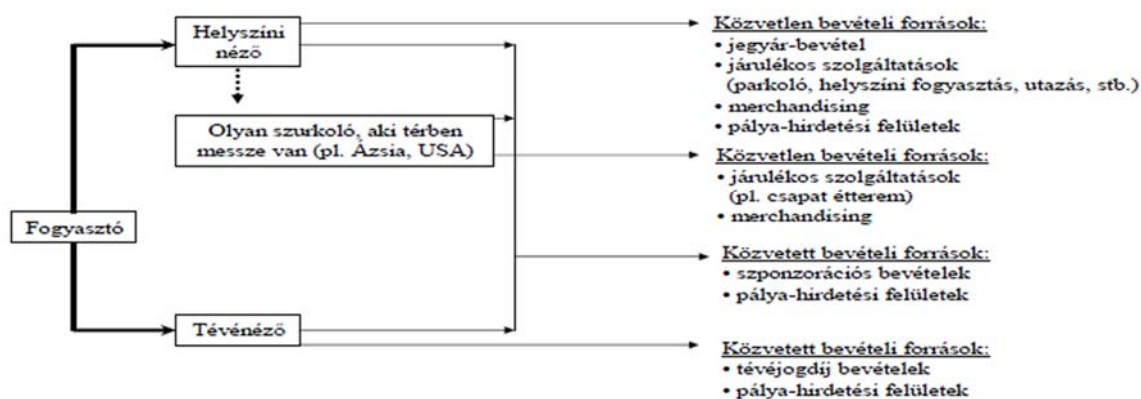 Helyszíni
néző
Olyan szurkoló, aki térben
messze van (pl. Ázsia, USA)
Fogyasztó
Tévénéző
Közvetlen bevételi források:
• jegyár-bevétel
• járulékos szolgáltatások
(parkoló, helyszíni fogyasztás, utazás, stb.)
• merchandising
• pálya-hirdetési felületek
Közvetlen bevételi források:
• járulékos szolgáltatások
(pl. csapat étterem)
• merchandising
Közvetett bevételi források:
• szponzorációs bevételek
• pálya-hirdetési felületek
Közvetett bevételi források:
• tévéjogdíj bevételek
• pálya-hirdetési felületek